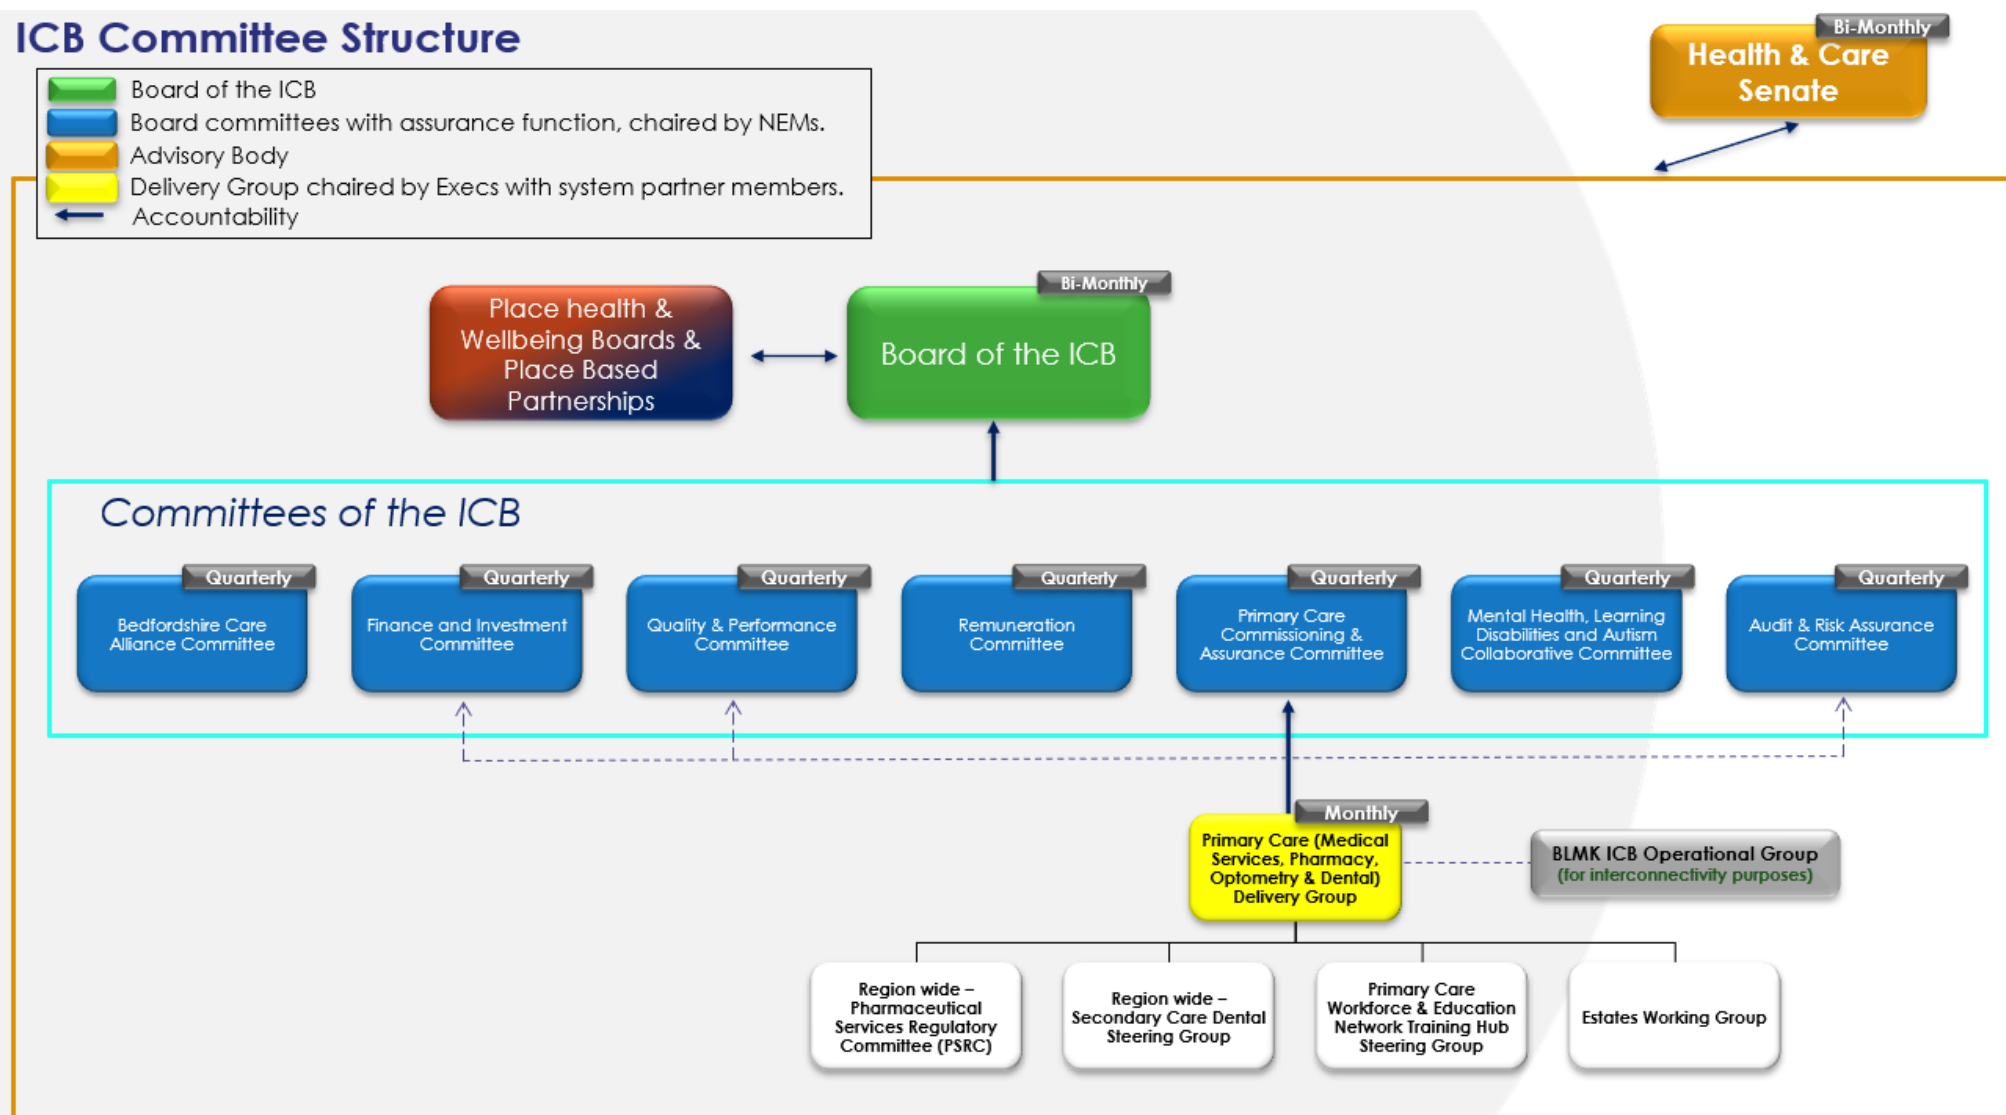 ICB Committee Structure
Board of the ICB
Board committees with assurance function, chaired by NEMs.
Advisory Body
Delivery Group chaired by Execs with system partner members.
Accountability
Bi-Monthly
Health & Care
Senate
Place health &
Wellbeing Boards &
Place Based
Partnerships
Bi-Monthly
Board of the ICB
Committees of the ICB
Quarterly
Bedfordshire Care
Alliance Committee
Quarterly
Finance and Investment
Committee
Quarterly
Quality & Performance
Committee
Quarterly
Remuneration
Committee
Quarterly
Primary Care
Commissioning &
Assurance Committee
Quarterly
Mental Health, Learning
Disabilities and Autism
Collaborative Committee
Quarterly
Audit & Risk Assurance
Committee
Monthly
Primary Care (Medical
Services, Pharmacy,
Optometry & Dental)
Delivery Group
BLMK ICB Operational Group
(for interconnectivity purposes)
Region wide –
Pharmaceutical
Services Regulatory
Committee (PSRC)
Region wide –
Secondary Care Dental
Steering Group
Primary Care
Workforce & Education
Network Training Hub
Steering Group
Estates Working Group